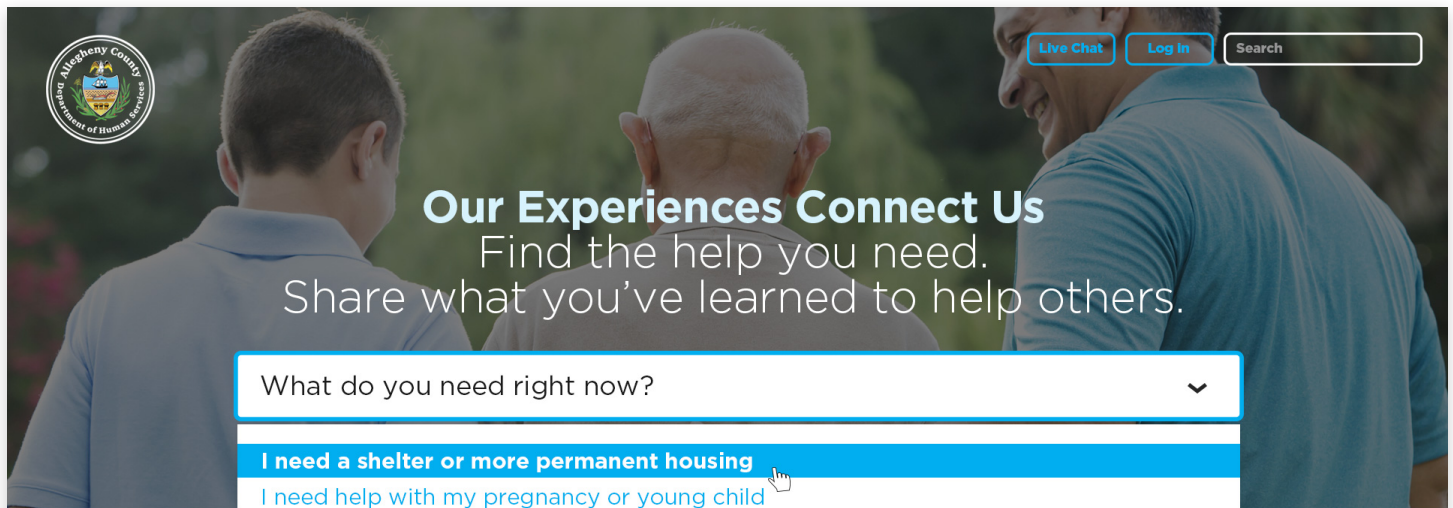 Allegheny County
Department of Human Services
Live Chat
Log In
Search
Our Experiences Connect Us
Find the help you need.
Share what you’ve learned to help others.
What do you need right now?
I need a shelter or more permanent housing
I need help with my pregnancy or young child